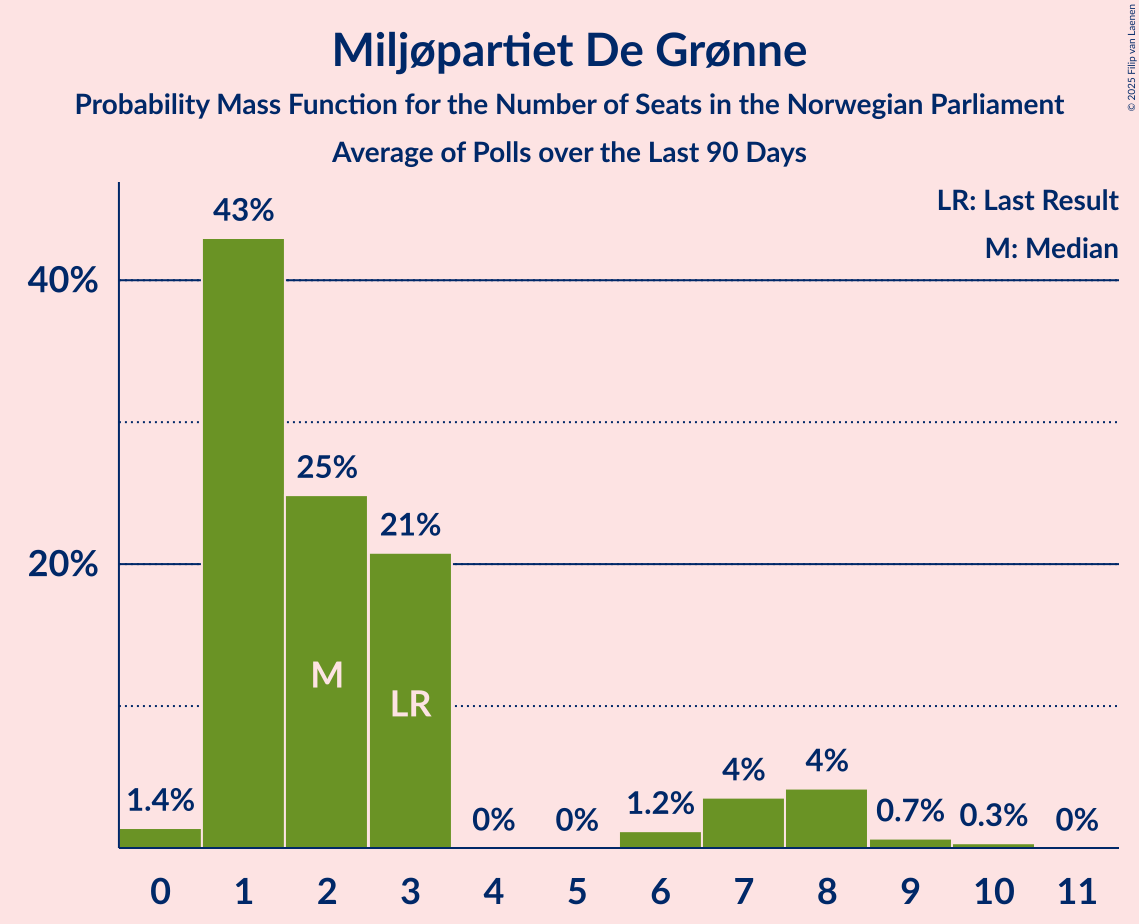 Miljøpartiet De Grønne
Probability Mass Function for the Number of Seats in the Norwegian Parliament
Average of Polls over the Last 90 Days
© 2025 Filip van Laenen
LR: Last Result
M: Median
40%
20%
1.4%
43%
25%
21%
0%
0%
1.2%
4%
4%
0.7%
0.3%
0%
M
LR
0 1 2 3 4 5 6 7 8 9 10 11